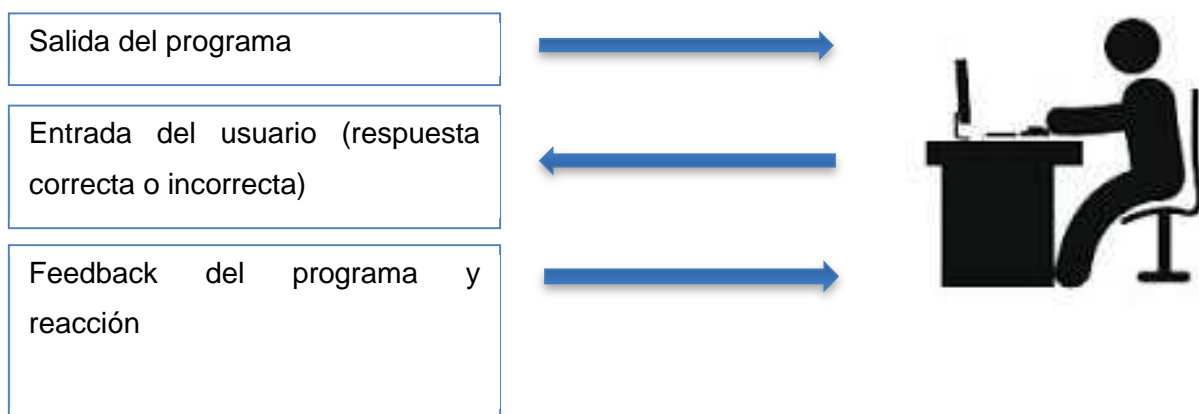 Salida del programa
Entrada del usuario (respuesta
correcta o incorrecta)
Feedback del programa y
reacción